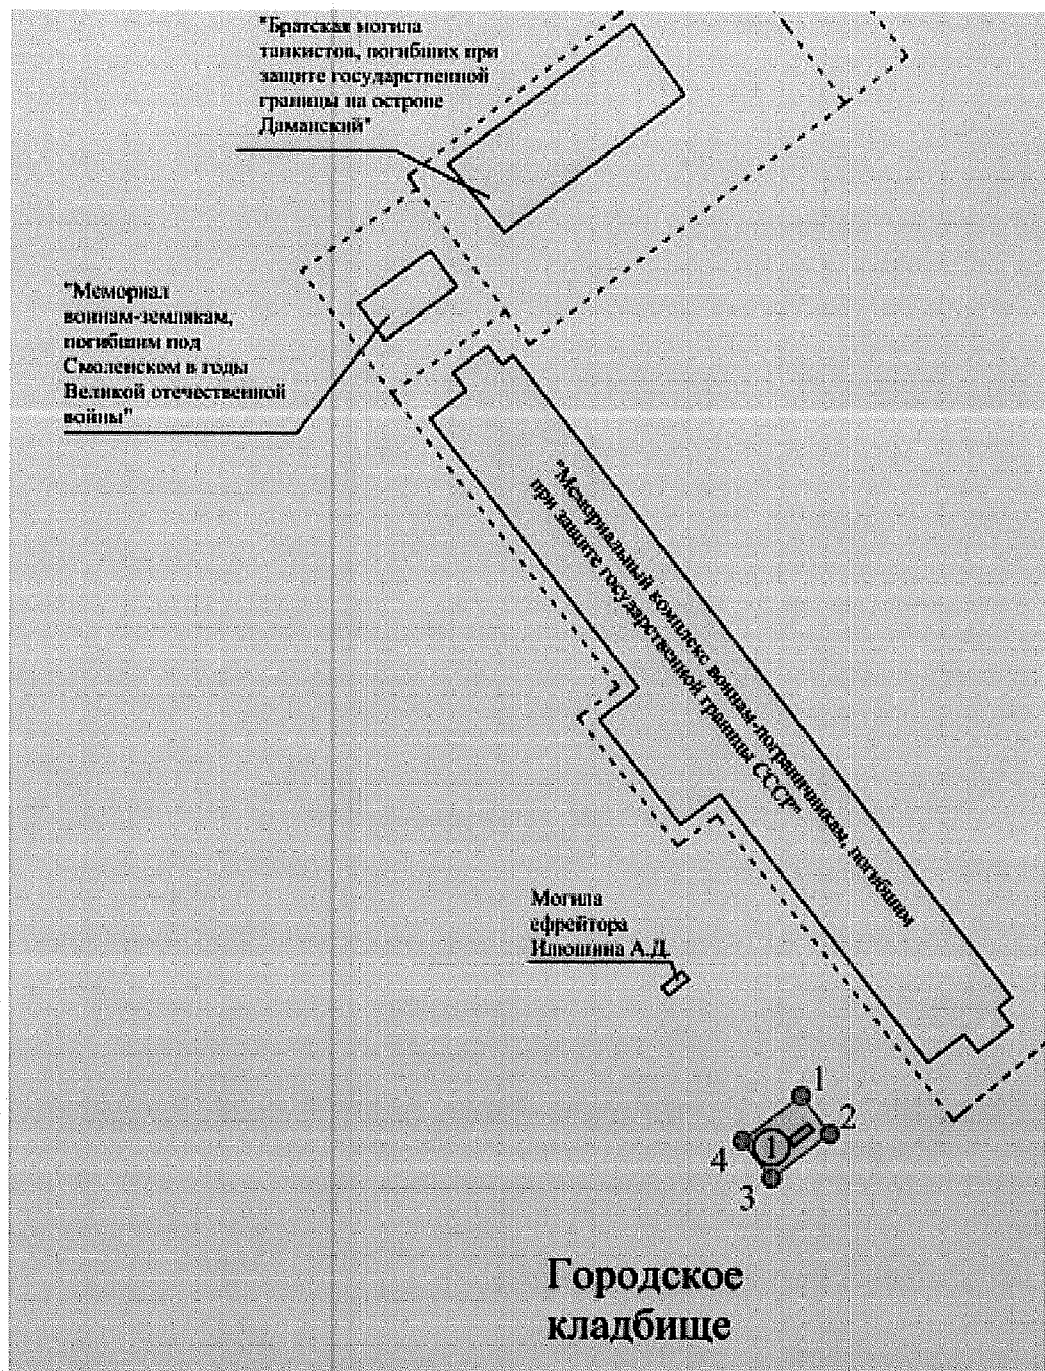 "Братская могила
танкистов, погибших при
защите государственной
границы на острове
Даманский"
"Мемориал
воинам-землякам,
погибшим под
Смоленском в годы
Великой отечественной
войны"
"Мемориальный комплекс воинам-пограничникам, погибшим
при защите государственной границы СССР"
Могила
ефрейтора
Илюшина А.Д.
1
2
4
1
3
Городское
кладбище